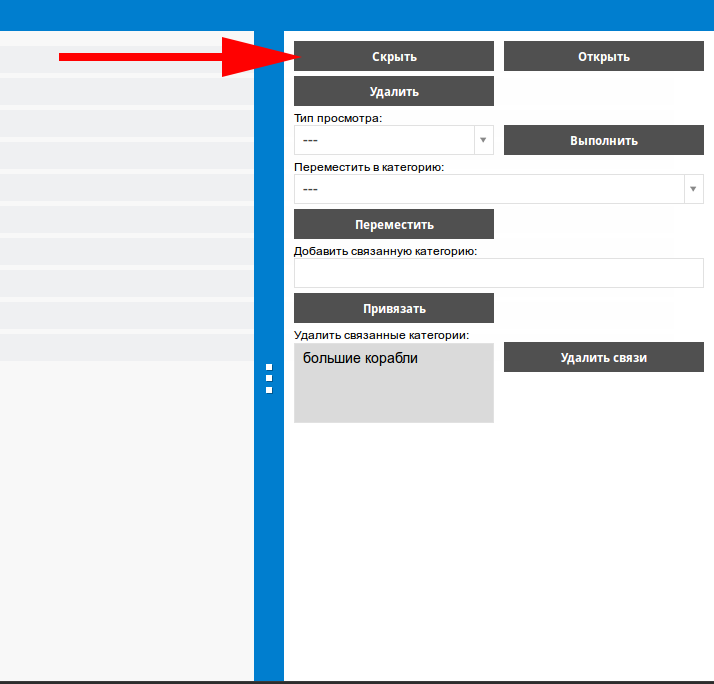 Скрыть
Открыть
Удалить
Тип просмотра:
---
Выполнить
Переместить в категорию:
---
Переместить
Добавить связанную категорию:
Привязать
Удалить связанные категории:
большие корабли
Удалить связи